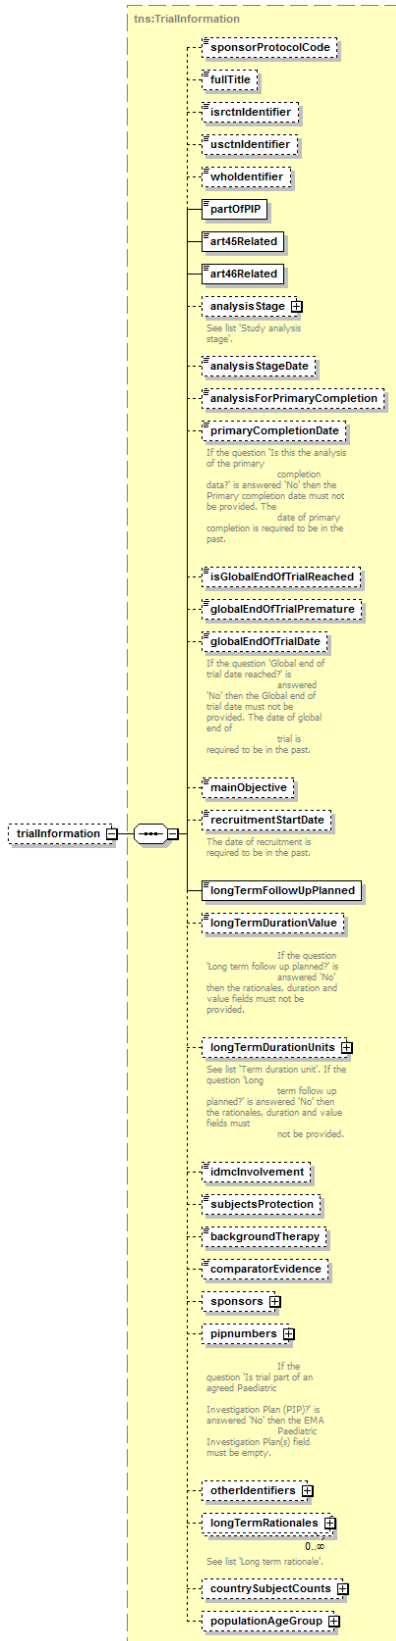 tns:TrialInformation
sponsorProtocolCode
fullTitle
isrctnIdentifier
usctnIdentifier
whoIdentifier
partOfPIP
art45Related
art46Related
analysisStage
See list 'Study analysis
stage'.
analysisStageDate
analysisForPrimaryCompletion
primaryCompletionDate
If the question 'Is this the analysis
of the primary
completion
data?' is answered 'No' then the
Primary completion date must not
be provided. The
date of primary
completion is required to be in the
past.
isGlobalEndOfTrialReached
globalEndOfTrialPremature
globalEndOfTrialDate
If the question 'Global end of
trial date reached?' is
answered
'No' then the Global end of
trial date must not be
provided. The date of global
end of
trial is
required to be in the past.
mainObjective
trialInformation
recruitmentStartDate
The date of recruitment is
required to be in the past.
longTermFollowUpPlanned
longTermDurationValue
If the question
'Long term follow up planned?' is
answered 'No'
then the rationales, duration and
value fields must not be
provided.
longTermDurationUnits
See list 'Term duration unit'. If the
question 'Long
term follow up
planned?' is answered 'No' then
the rationales, duration and value
fields must
not be provided.
idmcInvolvement
subjectsProtection
backgroundTherapy
comparatorEvidence
sponsors
pipnumbers
If the
question 'Is trial part of an
agreed Paediatric
Investigation Plan (PIP)?' is
answered 'No' then the EMA
Paediatric
Investigation Plan(s) field
must be empty.
otherIdentifiers
longTermRationales
0..∞
See list 'Long term rationale'.
countrySubjectCounts
populationAgeGroup